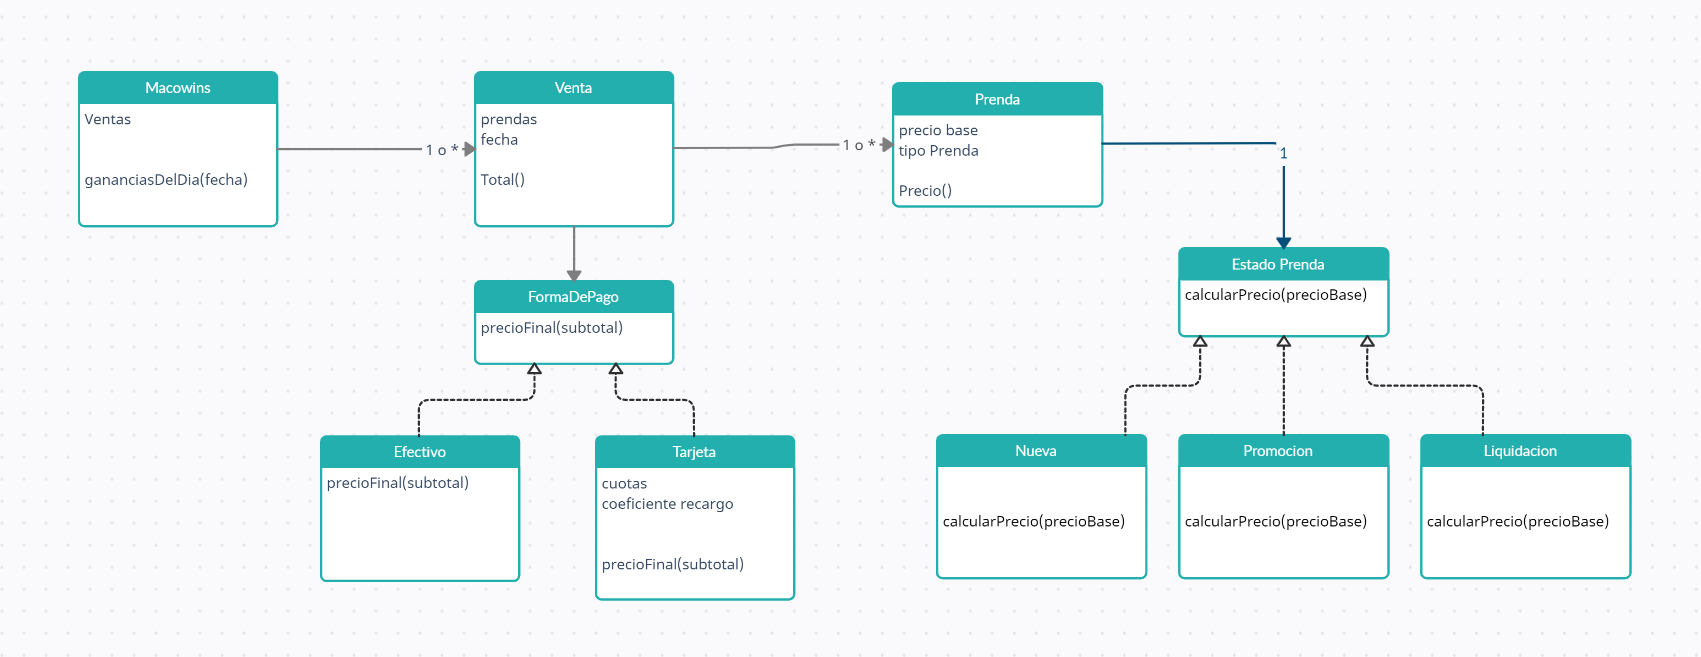 Macowins
Ventas
gananciasDelDia(fecha)
1 o *
Venta
prendas
fecha
Total()
1 o *
Prenda
precio base
tipo Prenda
Precio()
1
FormaDePago
precioFinal(subtotal)
Estado Prenda
calcularPrecio(precioBase)
Efectivo
precioFinal(subtotal)
Tarjeta
cuotas
coeficiente recargo
precioFinal(subtotal)
Nueva
calcularPrecio(precioBase)
Promocion
calcularPrecio(precioBase)
Liquidacion
calcularPrecio(precioBase)